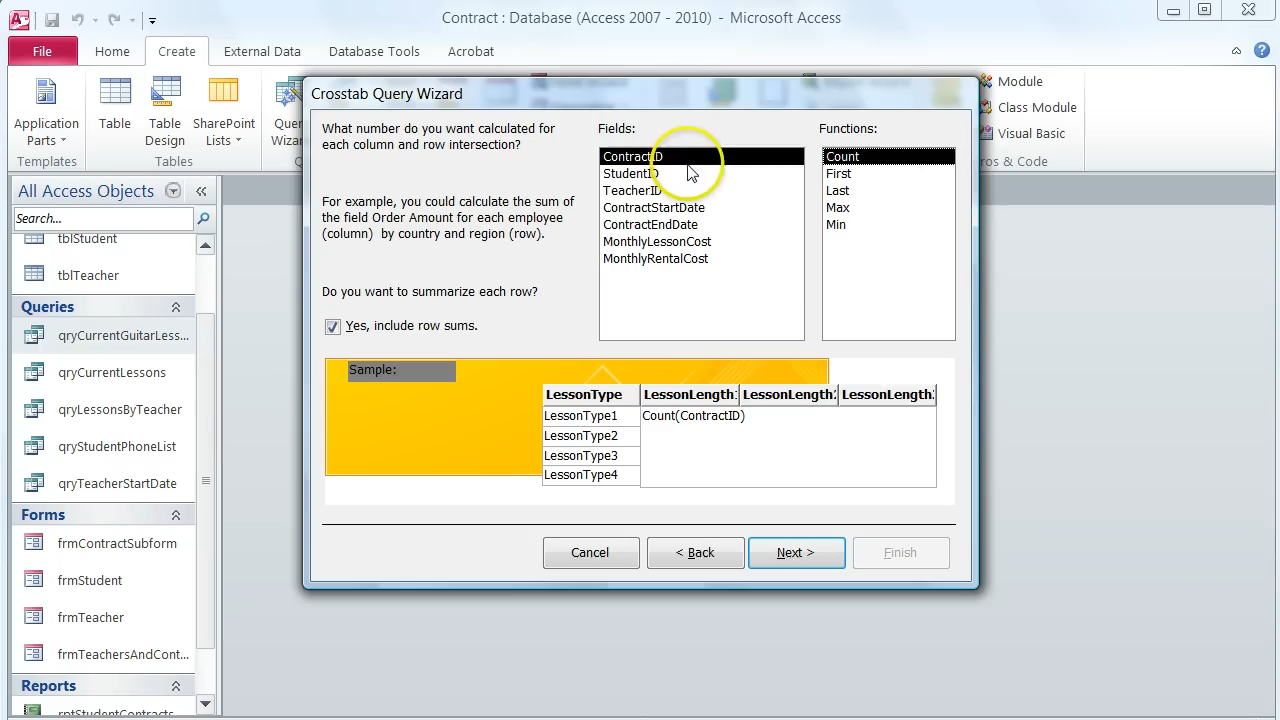 Contract : Database (Access 2007 - 2010) - Microsoft Access
File
Home
Create
External Data
Database Tools
Acrobat
Application
Parts
Templates
Table
Table
Design
SharePoint
Lists
Tables
Module
Class Module
Visual Basic
All Access Objects
Search...
tblStudent
tblTeacher
Queries
qryCurrentGuitarLess...
qryCurrentLessons
qryLessonsByTeacher
qryStudentPhoneList
qryTeacherStartDate
Forms
frmContractSubform
frmStudent
frmTeacher
frmTeachersAndCont...
Reports
rptStudentContracts
Crosstab Query Wizard
What number do you want calculated for
each column and row intersection?
For example, you could calculate the sum of
the field Order Amount for each employee
(column) by country and region (row).
Do you want to summarize each row?
Yes, include row sums.
Fields:
ContractID
StudentID
TeacherID
ContractStartDate
ContractEndDate
MonthlyLessonCost
MonthlyRentalCost
Functions:
Count
First
Last
Max
Min
Sample:
LessonType LessonLength1 LessonLength2 LessonLength3
LessonType1 Count(ContractID)
LessonType2
LessonType3
LessonType4
Cancel
< Back
Next >
Finish